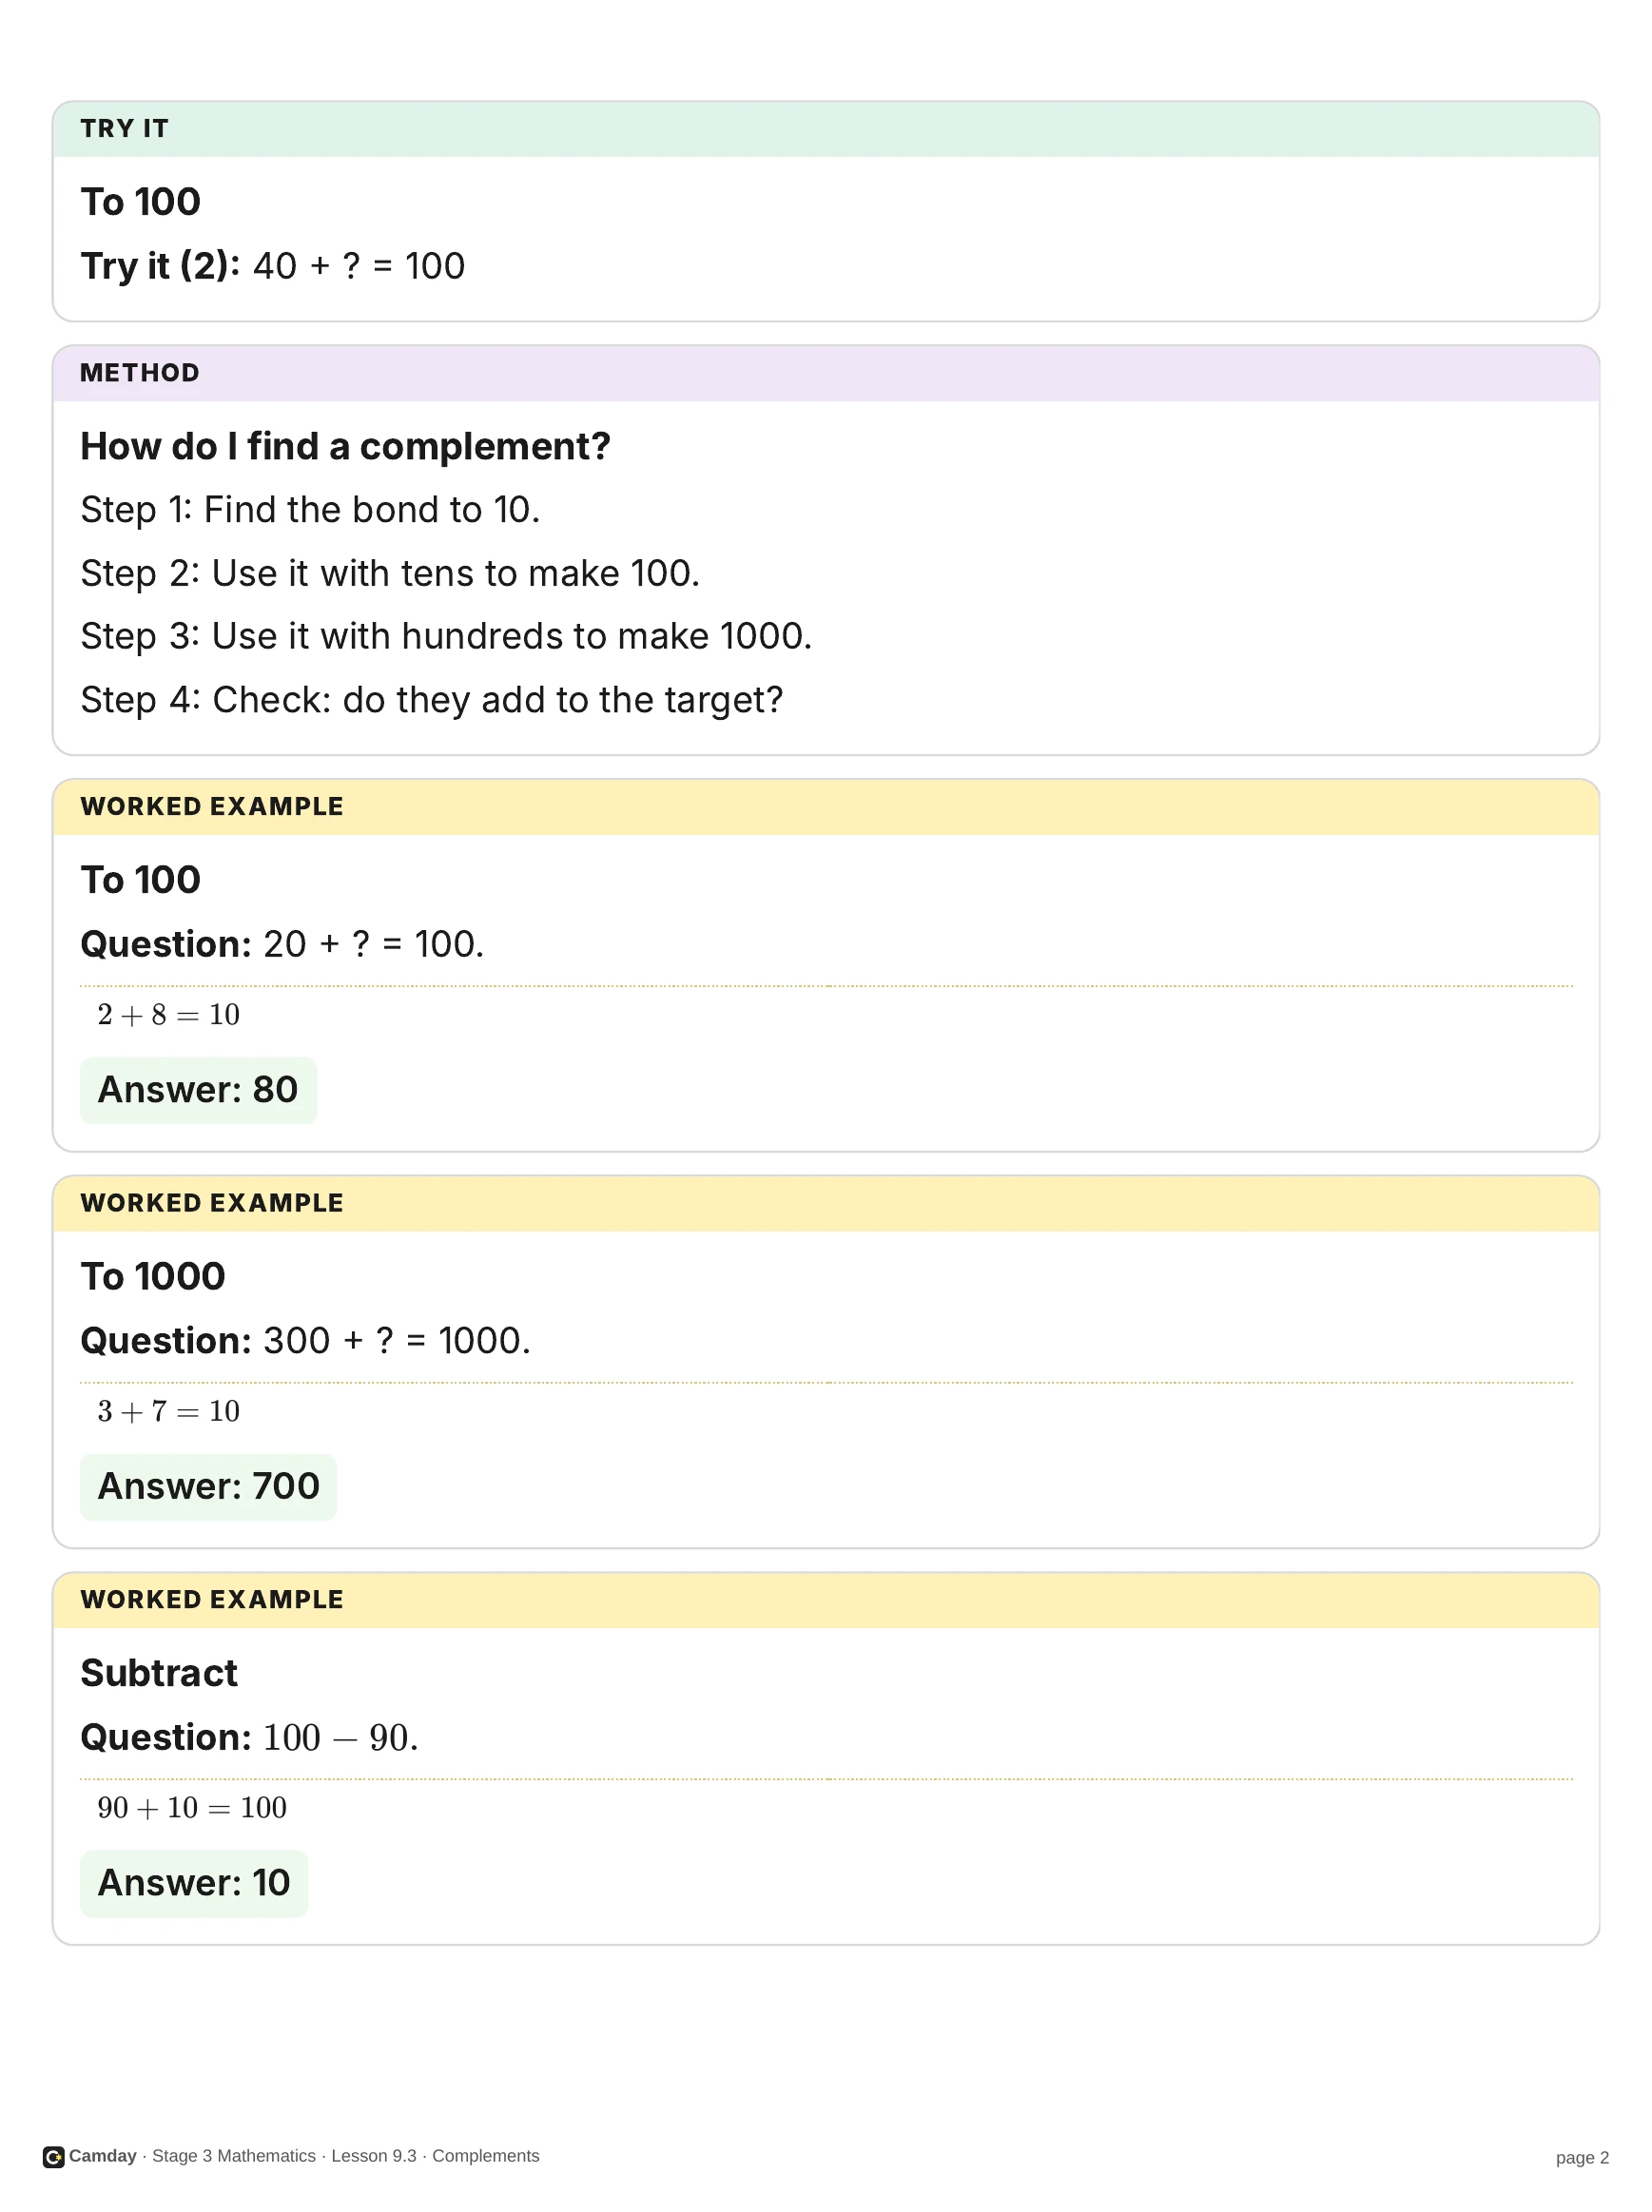 TRY IT
To 100
Try it (2): 40 + ? = 100
METHOD
How do I find a complement?
Step 1: Find the bond to 10.
Step 2: Use it with tens to make 100.
Step 3: Use it with hundreds to make 1000.
Step 4: Check: do they add to the target?
WORKED EXAMPLE
To 100
Question: 20 + ? = 100.
2 + 8 = 10
Answer: 80
WORKED EXAMPLE
To 1000
Question: 300 + ? = 1000.
3 + 7 = 10
Answer: 700
WORKED EXAMPLE
Subtract
Question: 100 − 90.
90 + 10 = 100
Answer: 10
Camday · Stage 3 Mathematics · Lesson 9.3 · Complements
page 2